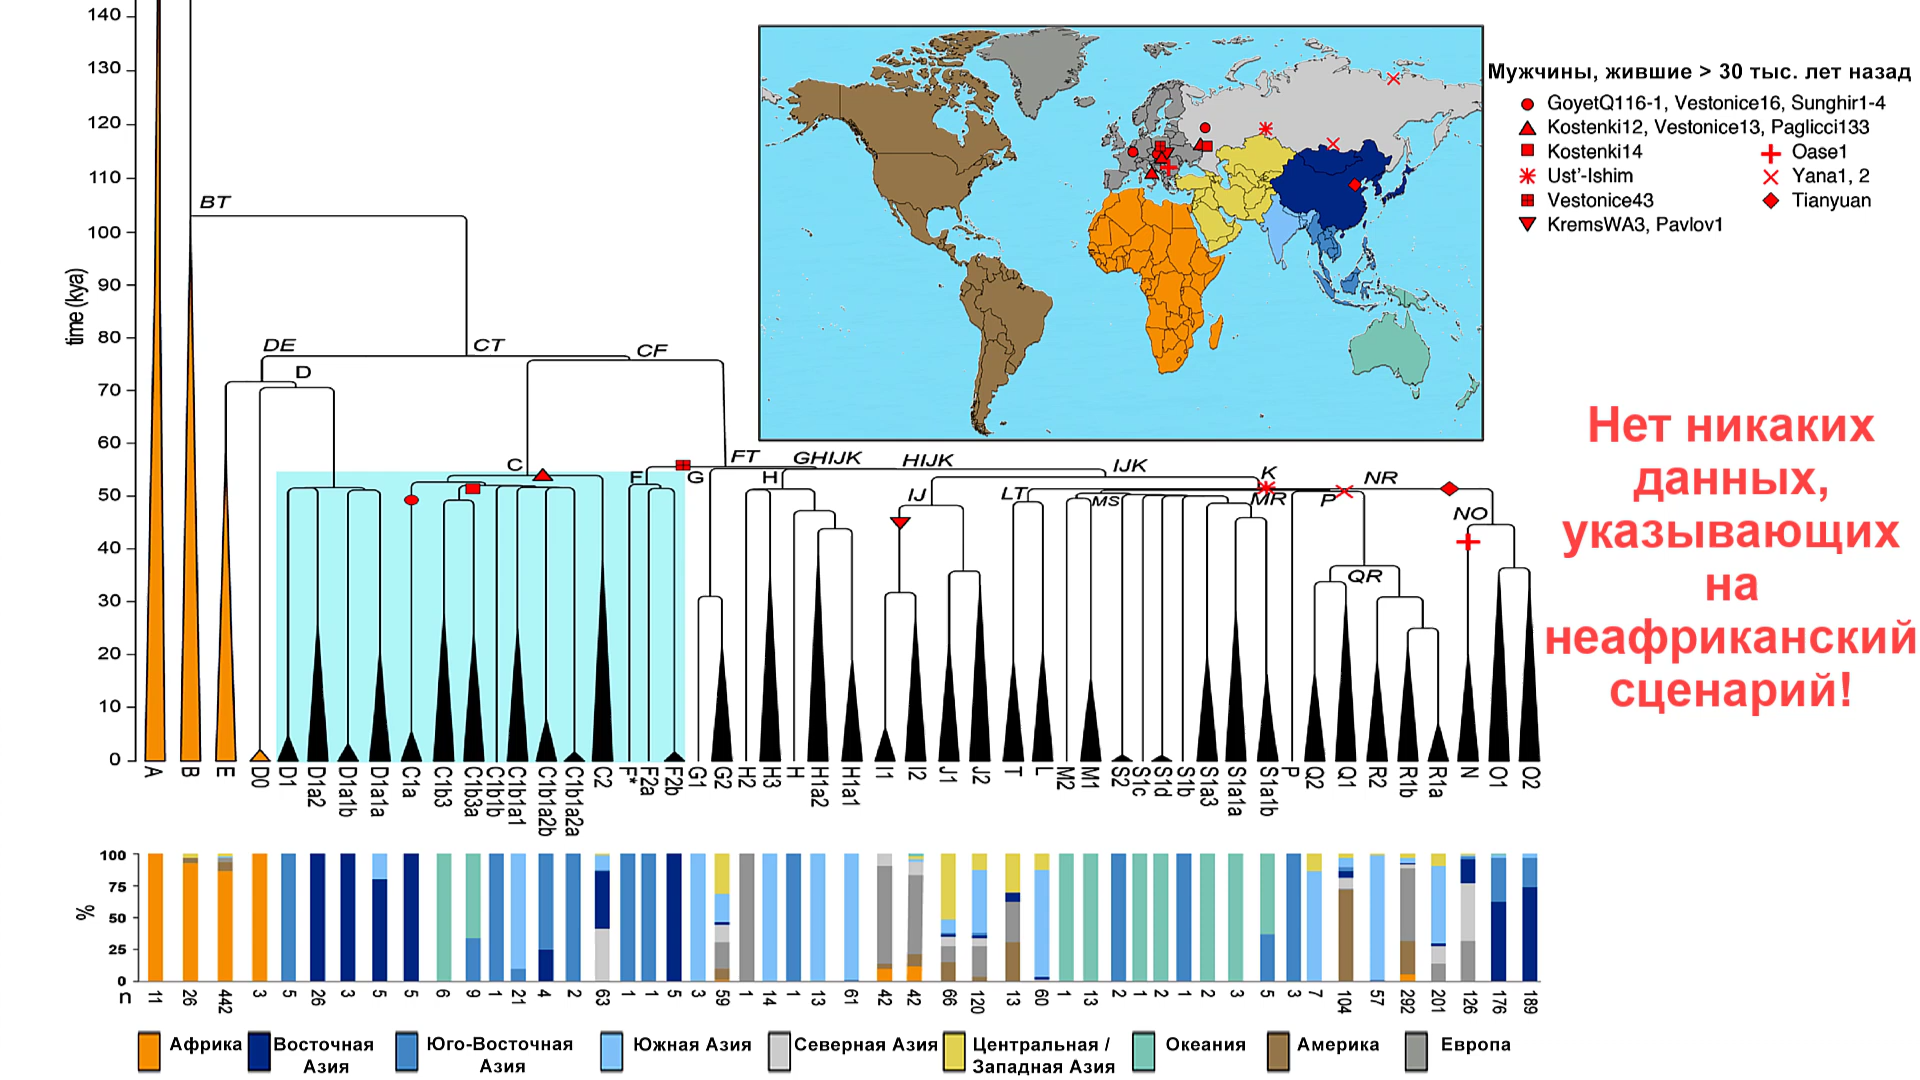 140
130
120
110
100
90
80
70
60
50
40
30
20
10
0
time (kya)
BT
DE
CT
CF
D
C
F
FT
G
GHIJK
H
HIJK
IJK
K
IJ
LT
MS
MR
P
NR
NO
QR
Мужчины, жившие > 30 тыс. лет назад
GoyetQ116-1, Vestonice16, Sunghir1-4
Kostenki12, Vestonice13, Paglicci133
Kostenki14
Oase1
Ust'-Ishim
Yana1, 2
Vestonice43
Tianyuan
KremsWA3, Pavlov1
Нет никаких
данных,
указывающих
на
неафриканский
сценарий!
A B E D0 D1 D1a2 D1a1b D1a1a C1a C1b3 C1b3a C1b1b C1b1a1 C1b1a2b C1b1a2a C2 F* F2a F2b G1 G2 H2 H3 H H1a2 H1a1 I1 I2 J1 J2 T L M2 M1 S2 S1c S1d S1b S1a3 S1a1a S1a1b P Q2 Q1 R2 R1b R1a N O1 O2
100
75
50
25
0
%
n 11 26 442 3 5 26 3 5 5 6 9 1 21 4 2 63 1 1 5 3 59 1 14 1 13 61 42 42 66 120 13 60 1 13 2 1 2 1 2 3 5 3 7 104 57 292 201 126 176 189
Африка
Восточная
Азия
Юго-Восточная
Азия
Южная Азия
Северная Азия
Центральная /
Западная Азия
Океания
Америка
Европа